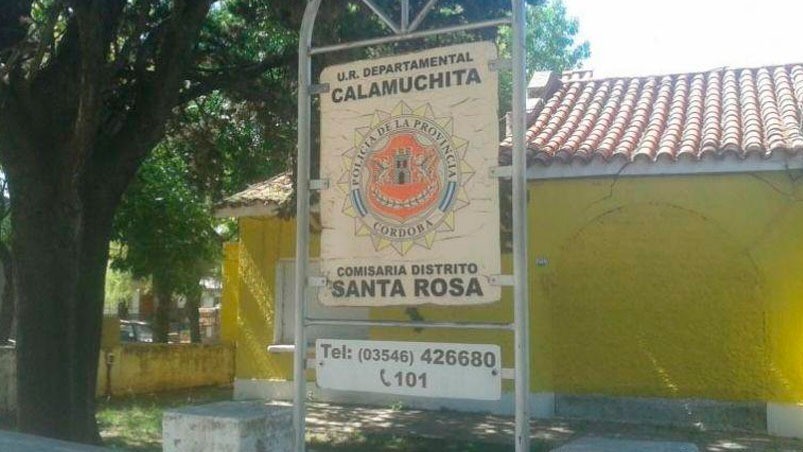 U.R. DEPARTAMENTAL
CALAMUCHITA
POLICIA DE LA PROVINCIA
CORDOBA
COMISARIA DISTRITO
SANTA ROSA
Tel: (03546) 426680
101